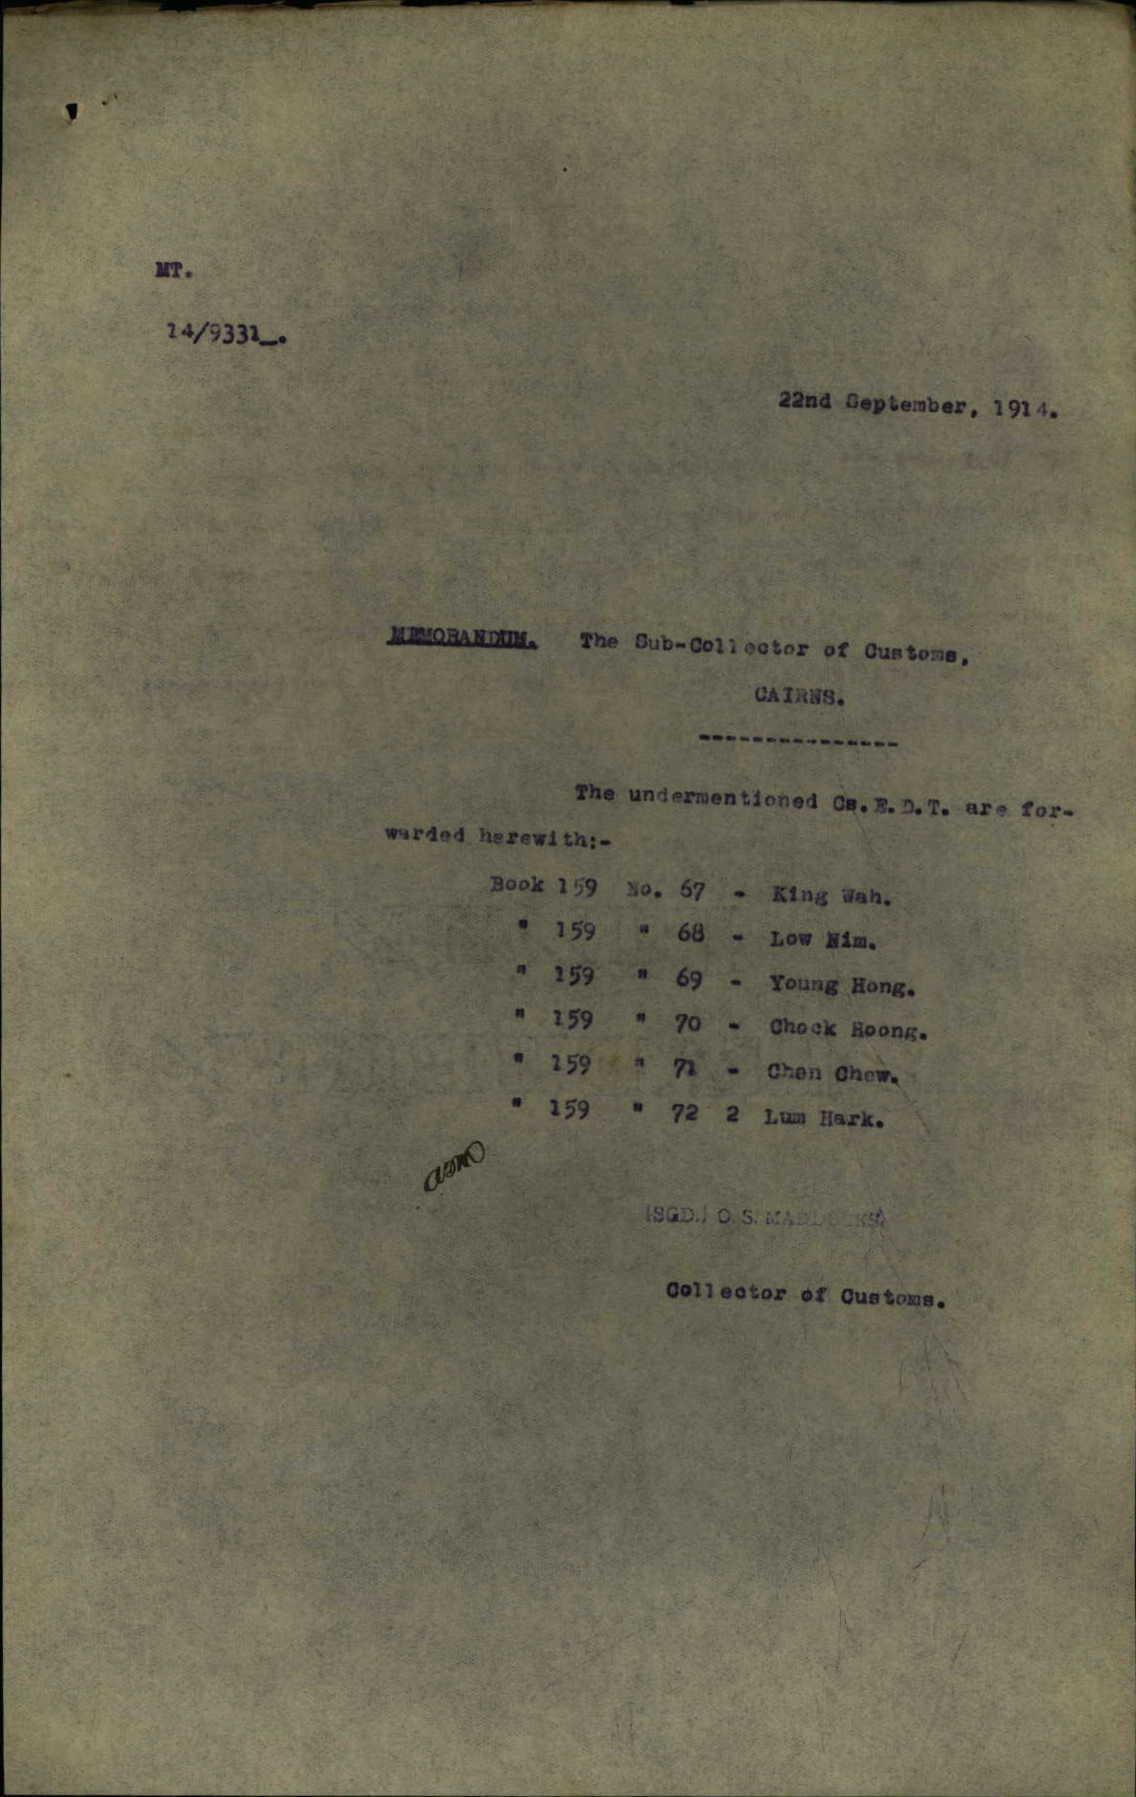 MT.
14/9331_.
22nd September, 1914.
MEMORANDUM. The Sub-Collector of Customs,
CAIRNS.
----------------
The undermentioned Cs.E.D.T. are for-
warded herewith:-
Book 159 No. 67 - King Wah.
" 159 " 68 - Low Nim.
" 159 " 69 - Young Hong.
" 159 " 70 - Chock Hoong.
" 159 " 71 - Chen Chew.
" 159 " 72 2 Lum Hark.
(SGD.) O. S. MADDOCKS)
Collector of Customs.